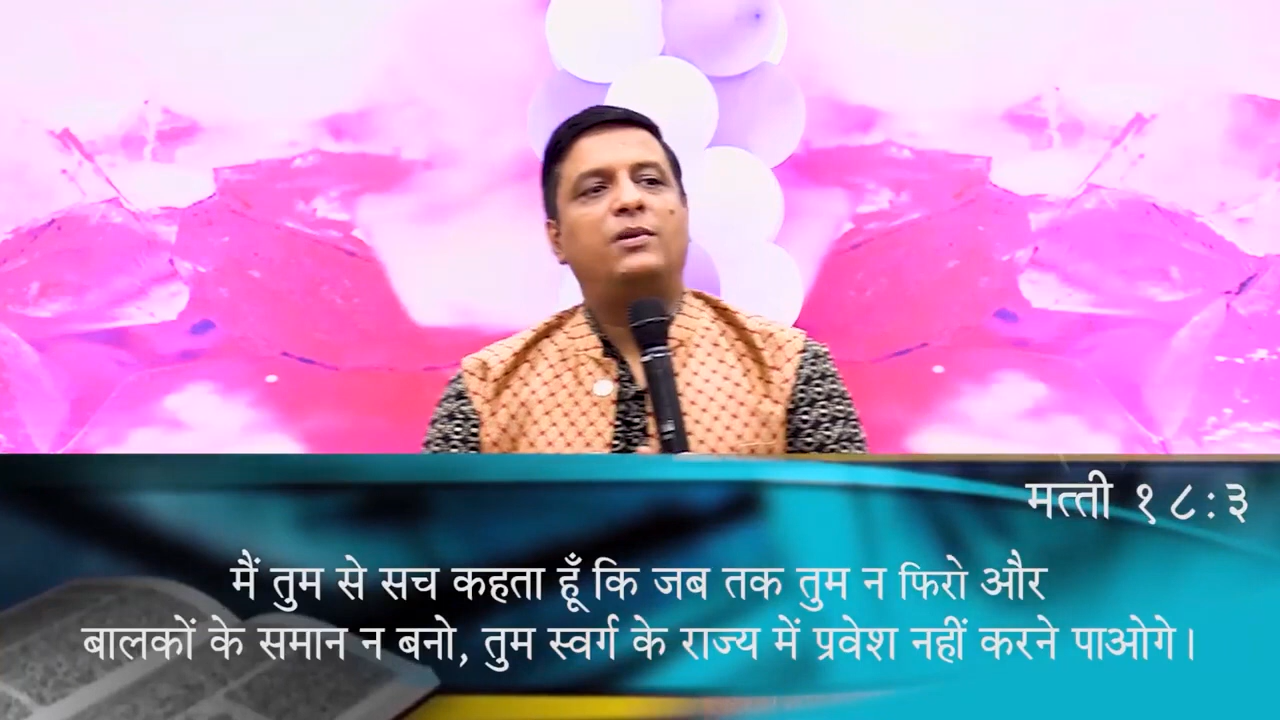 मत्ती १८:३
मैं तुम से सच कहता हूँ कि जब तक तुम न फिरो और
बालकों के समान न बनो, तुम स्वर्ग के राज्य में प्रवेश नहीं करने पाओगे।